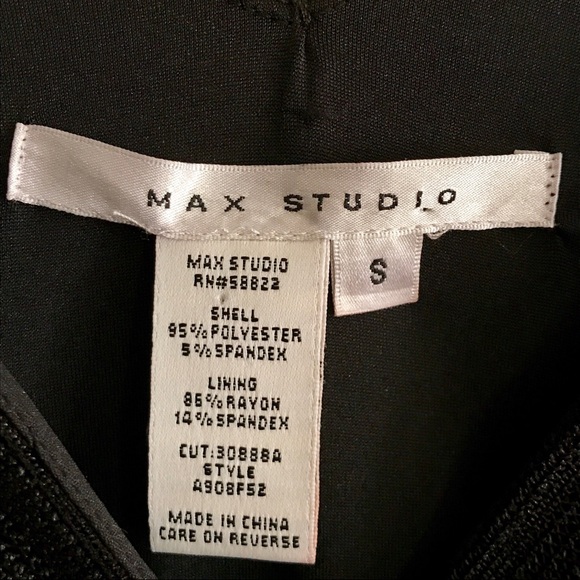 MAX STUDIO
S
MAX STUDIO
RN#58822
SHELL
95%POLYESTER
5%SPANDEX
LINING
86%RAYON
14%SPANDEX
CUT:30888A
STYLE
A908F52
MADE IN CHINA
CARE ON REVERSE